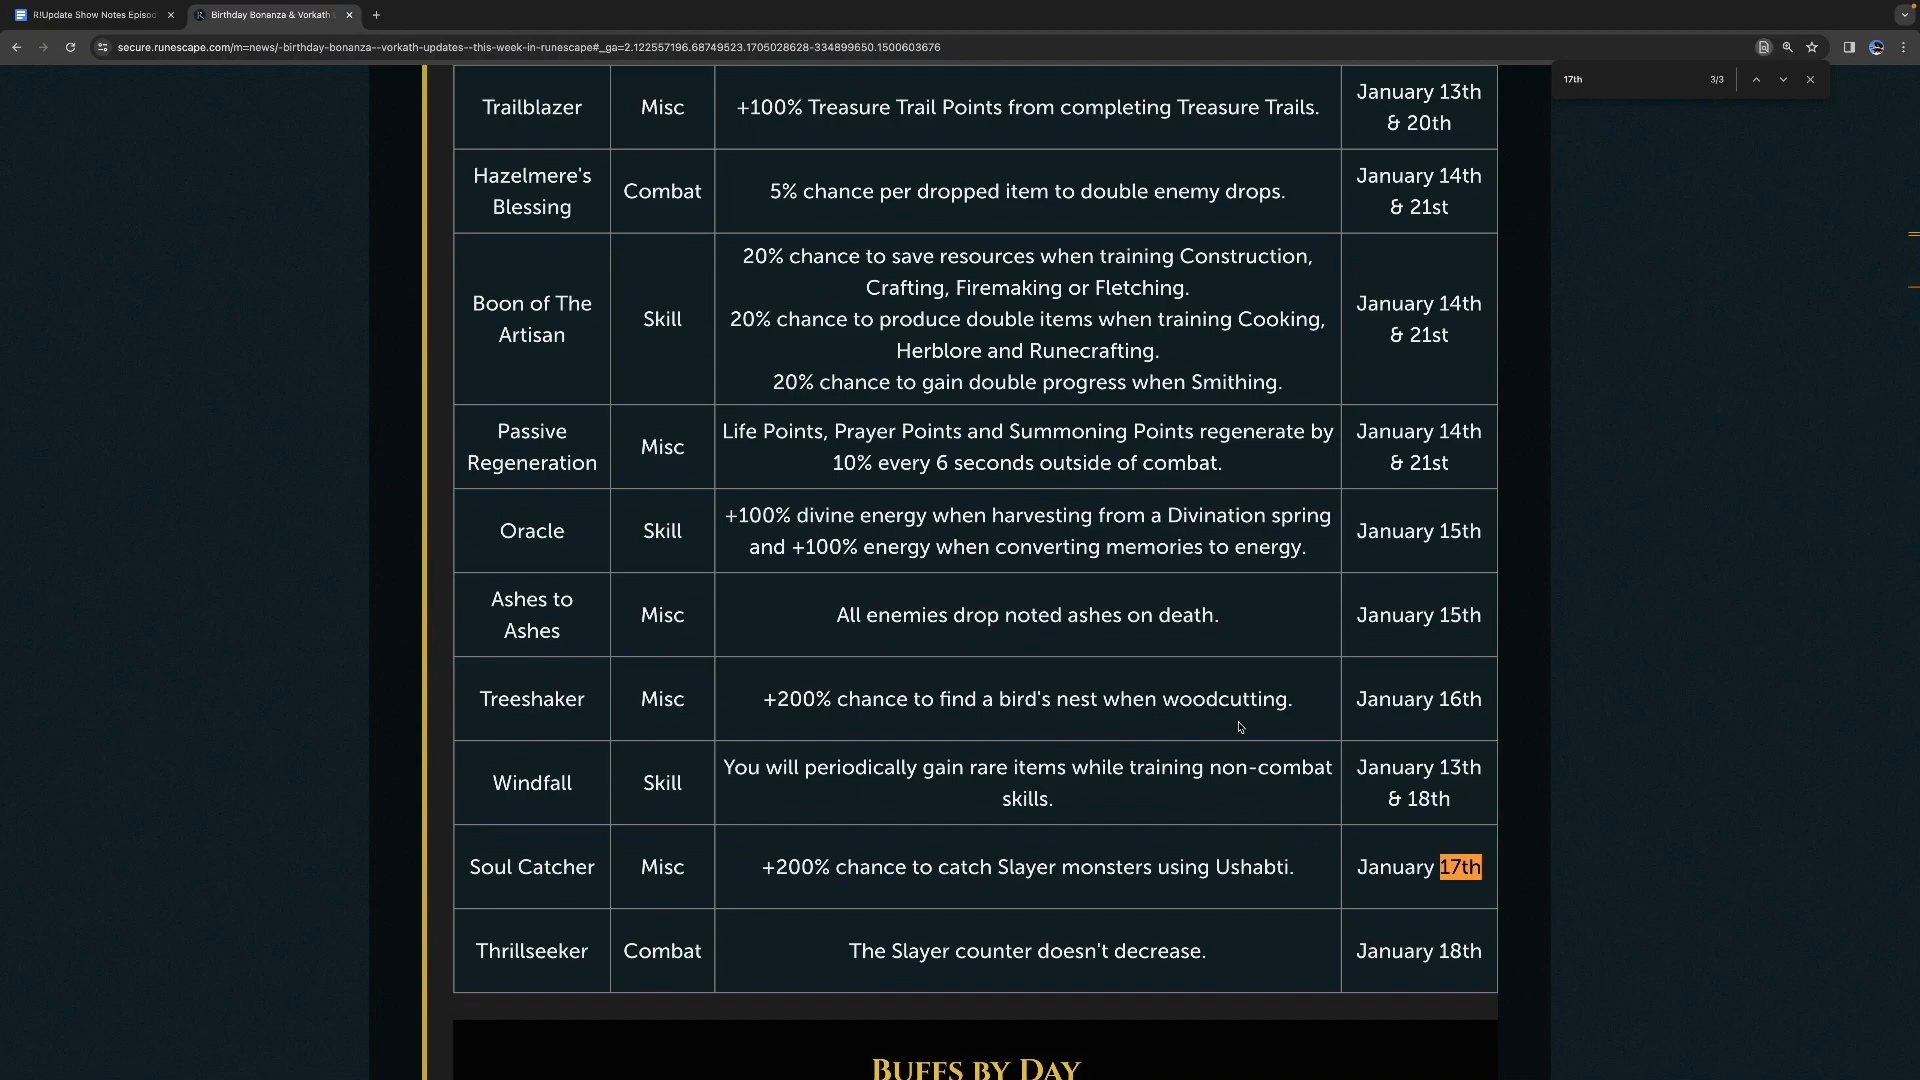 R!Update Show Notes Episod
Birthday Bonanza & Vorkath
secure.runescape.com/m=news/-birthday-bonanza--vorkath-updates--this-week-in-runescape#_ga=2.122557196.68749523.1705028628-334899650.1500603676
17th
3/3
Trailblazer
Misc
+100% Treasure Trail Points from completing Treasure Trails.
January 13th
& 20th
Hazelmere's
Blessing
Combat
5% chance per dropped item to double enemy drops.
January 14th
& 21st
Boon of The
Artisan
Skill
20% chance to save resources when training Construction,
Crafting, Firemaking or Fletching.
20% chance to produce double items when training Cooking,
Herblore and Runecrafting.
20% chance to gain double progress when Smithing.
January 14th
& 21st
Passive
Regeneration
Misc
Life Points, Prayer Points and Summoning Points regenerate by
10% every 6 seconds outside of combat.
January 14th
& 21st
Oracle
Skill
+100% divine energy when harvesting from a Divination spring
and +100% energy when converting memories to energy.
January 15th
Ashes to
Ashes
Misc
All enemies drop noted ashes on death.
January 15th
Treeshaker
Misc
+200% chance to find a bird's nest when woodcutting.
January 16th
Windfall
Skill
You will periodically gain rare items while training non-combat
skills.
January 13th
& 18th
Soul Catcher
Misc
+200% chance to catch Slayer monsters using Ushabti.
January 17th
Thrillseeker
Combat
The Slayer counter doesn't decrease.
January 18th
Buffs by Day